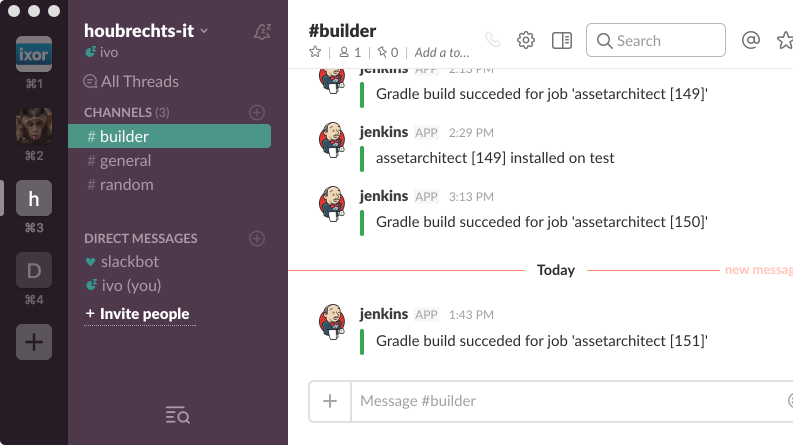 ixor
⌘1
⌘2
h
⌘3
D
⌘4
houbrechts-it
ivo
All Threads
CHANNELS (3)
# builder
# general
# random
DIRECT MESSAGES
slackbot
ivo (you)
+ Invite people
#builder
1
0
Add a to...
Search
jenkins APP 2:13 PM
Gradle build succeded for job 'assetarchitect [149]'
jenkins APP 2:29 PM
assetarchitect [149] installed on test
jenkins APP 3:13 PM
Gradle build succeded for job 'assetarchitect [150]'
Today
new messag
jenkins APP 1:43 PM
Gradle build succeded for job 'assetarchitect [151]'
Message #builder